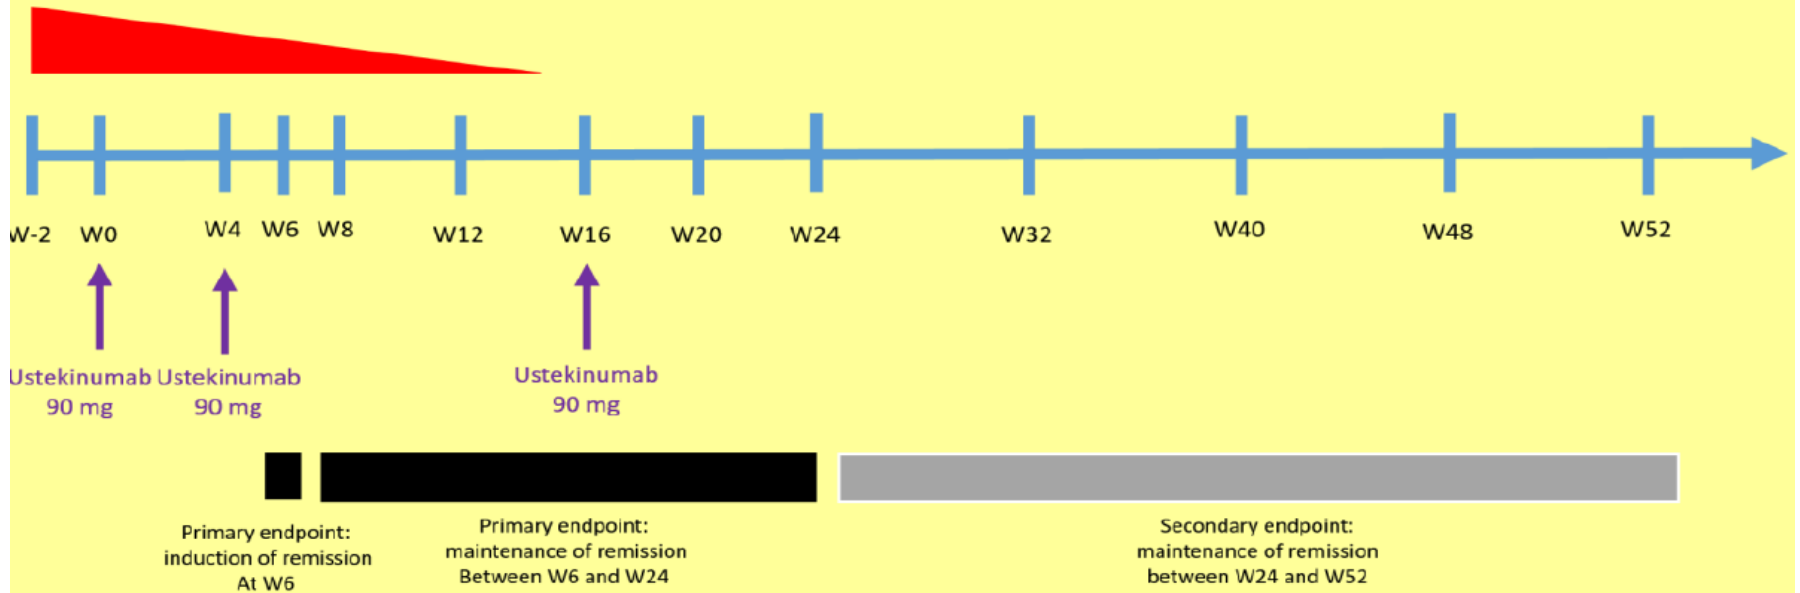 W-2 W0 W4 W6 W8 W12 W16 W20 W24 W32 W40 W48 W52
Ustekinumab
90 mg
Ustekinumab
90 mg
Ustekinumab
90 mg
Primary endpoint:
induction of remission
At W6
Primary endpoint:
maintenance of remission
Between W6 and W24
Secondary endpoint:
maintenance of remission
between W24 and W52